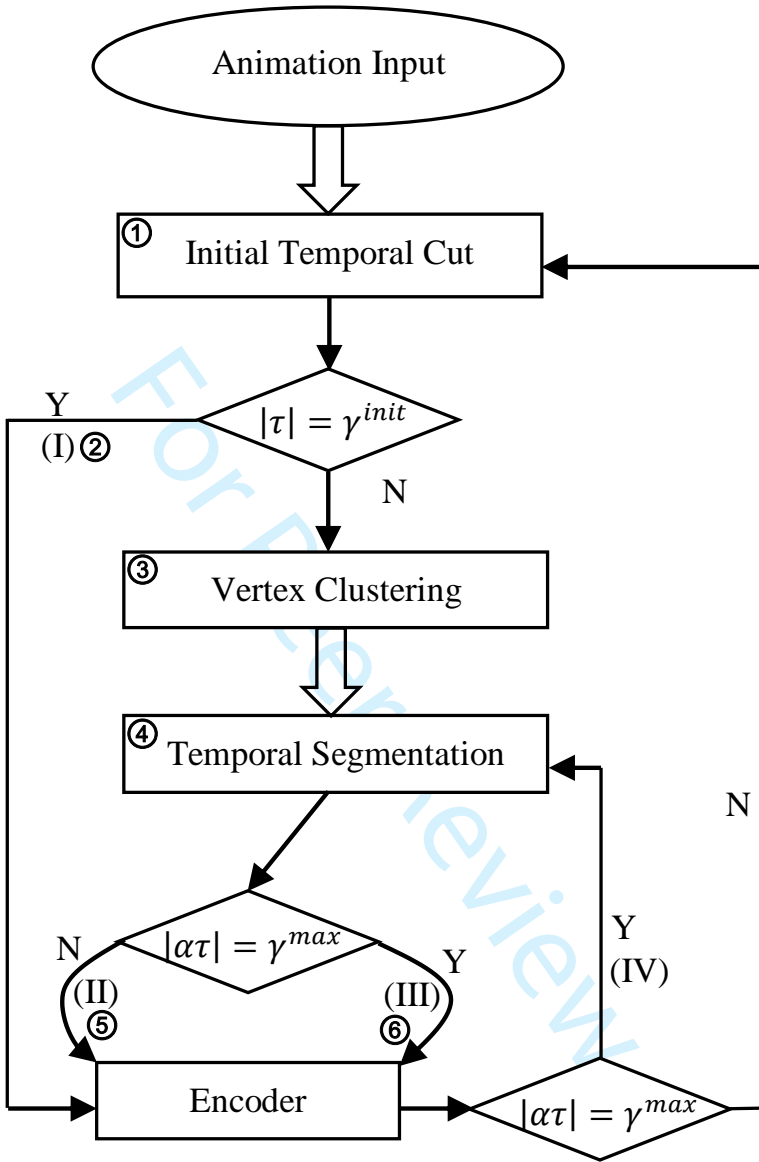 Animation Input
① Initial Temporal Cut
|τ| = γ^{init}
Y
(I) ②
N
③ Vertex Clustering
④ Temporal Segmentation
N
|ατ| = γ^{max}
N
Y
Y
(II)
(III)
(IV)
⑤
⑥
Encoder
|ατ| = γ^{max}
For Peer Review